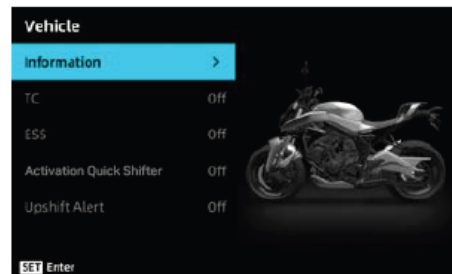 Vehicle
Information >
TC Off
ESS Off
Activation Quick Shifter Off
Upshift Alert Off
SET Enter